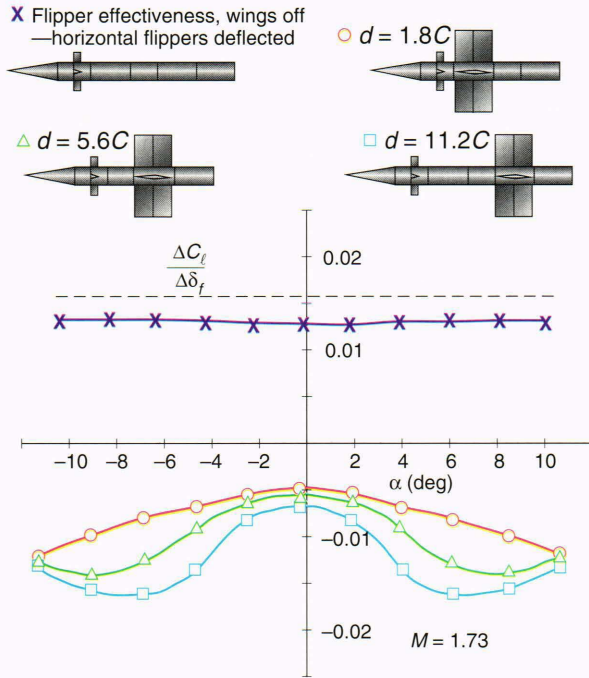 X Flipper effectiveness, wings off
—horizontal flippers deflected
d = 1.8C
d = 5.6C
d = 11.2C
ΔCℓ
Δδf
0.02
0.01
−10 −8 −6 −4 −2 2 4 6 8 10
α (deg)
−0.01
−0.02
M = 1.73